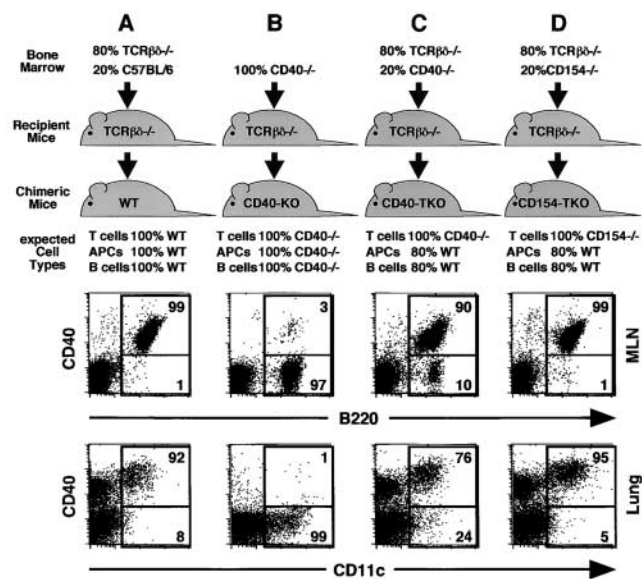 A B C D
Bone Marrow
80% TCRβδ-/-
20% C57BL/6
100% CD40-/-
80% TCRβδ-/-
20% CD40-/-
80% TCRβδ-/-
20%CD154-/-
Recipient Mice
TCRβδ-/- TCRβδ-/- TCRβδ-/- TCRβδ-/-
Chimeric Mice
WT CD40-KO CD40-TKO CD154-TKO
expected Cell Types
T cells 100% WT
APCs 100% WT
B cells 100% WT
T cells 100% CD40-/-
APCs 100% CD40-/-
B cells 100% CD40-/-
T cells 100% CD40-/-
APCs 80% WT
B cells 80% WT
T cells 100% CD154-/-
APCs 80% WT
B cells 80% WT
CD40
99 3 90 99
1 97 10 1
MLN
B220
CD40
92 1 76 95
8 99 24 5
Lung
CD11c